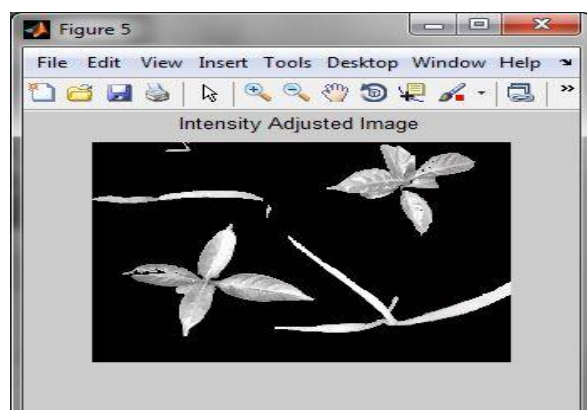 Figure 5
File Edit View Insert Tools Desktop Window Help
Intensity Adjusted Image